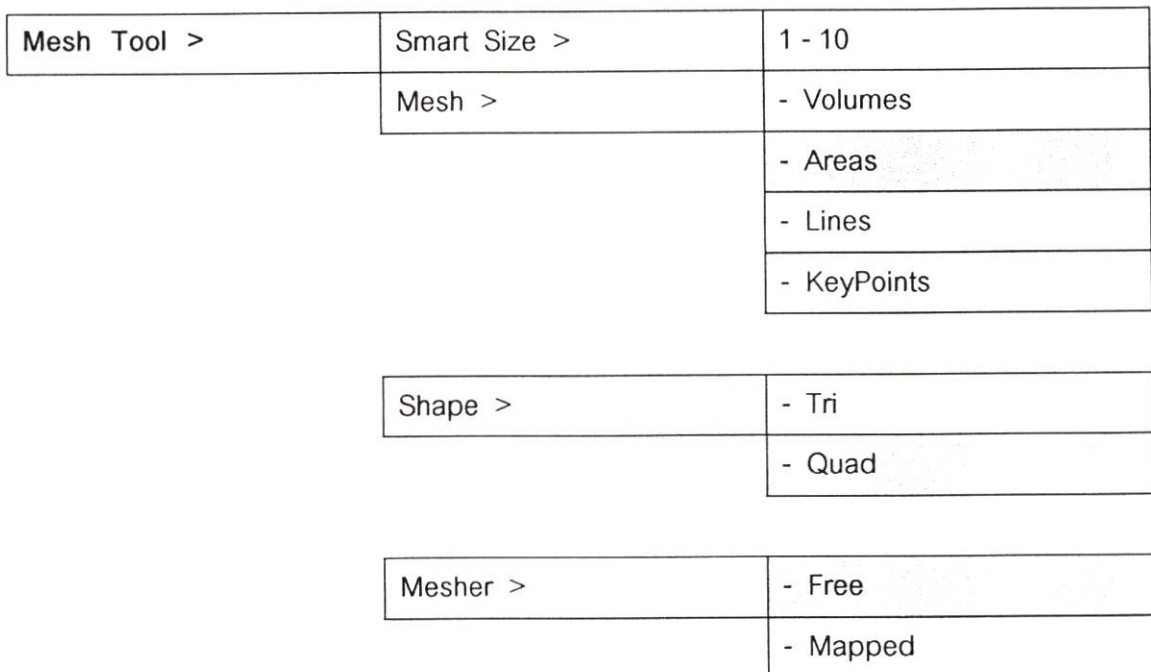 Mesh Tool > Smart Size > 1 - 10
Mesh > - Volumes
- Areas
- Lines
- KeyPoints
Shape > - Tri
- Quad
Mesher > - Free
- Mapped